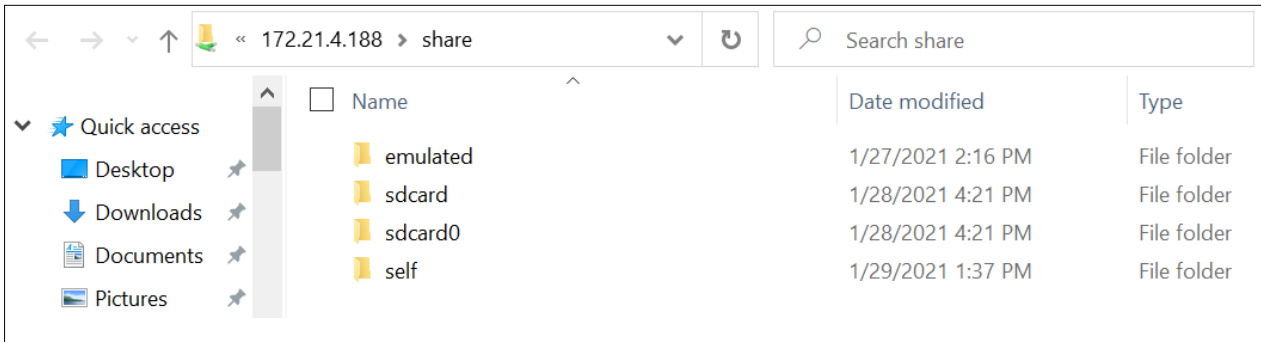 « 172.21.4.188 > share Search share
Name Date modified Type
Quick access
Desktop
Downloads
Documents
Pictures
emulated 1/27/2021 2:16 PM File folder
sdcard 1/28/2021 4:21 PM File folder
sdcard0 1/28/2021 4:21 PM File folder
self 1/29/2021 1:37 PM File folder